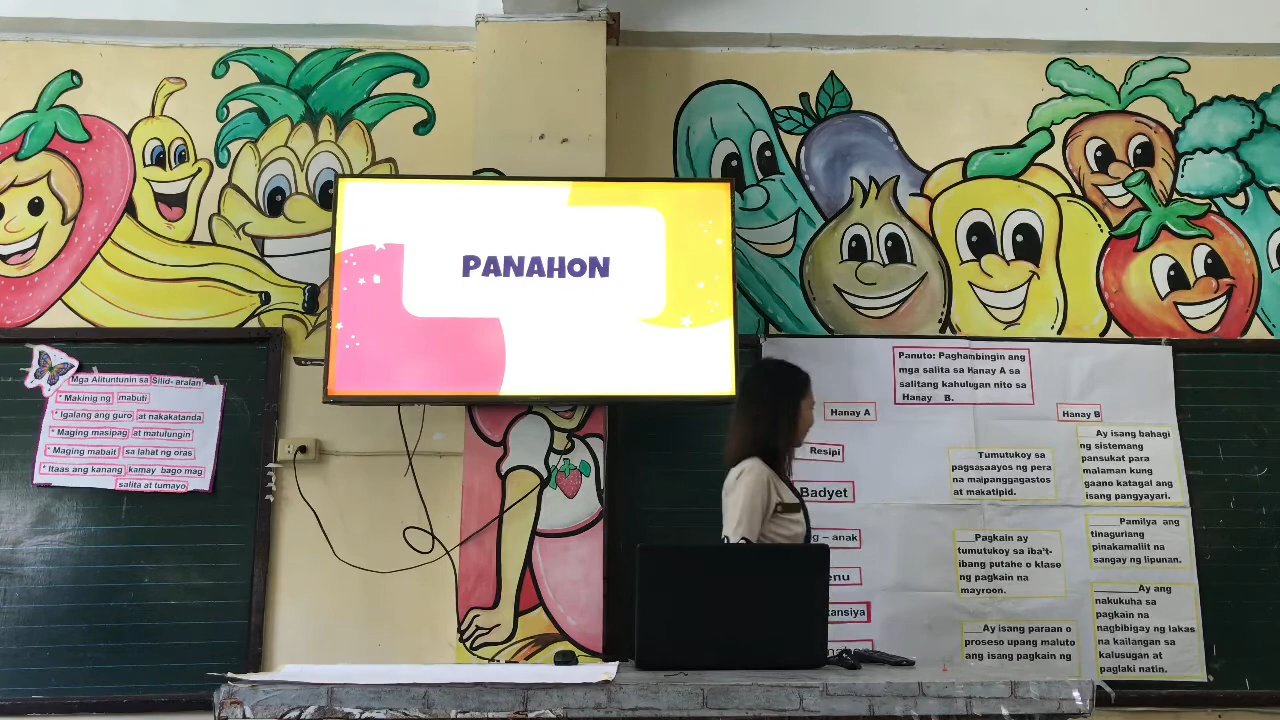 PANAHON
Mga Alituntunin sa Silid- aralan
* Makinig ng mabuti
* Igalang ang guro at nakakatanda
* Maging masipag at matulungin
* Maging mabait sa lahat ng oras
* Itaas ang kanang kamay bago mag
salita at tumayo
Panuto: Paghambingin ang
mga salita sa Hanay A sa
salitang kahulugan nito sa
Hanay B.
Hanay A
Resipi
Badyet
– anak
Hanay B
Tumutukoy sa
pagsasaayos ng pera
na maipanggagastos
at makatipid.
___Pagkain ay
tumutukoy sa iba't-
ibang putahe o klase
ng pagkain na
mayroon.
___Ay isang paraan o
proseso upang maluto
ang isang pagkain ng
___Ay isang bahagi
ng sistemang
pansukat para
malaman kung
gaano katagal ang
isang pangyayari.
_____Pamilya ang
tinaguriang
pinakamaliit na
sangay ng lipunan.
______Ay ang
nakukuha sa
pagkain na
nagbibigay ng lakas
na kailangan sa
kalusugan at
paglaki natin.